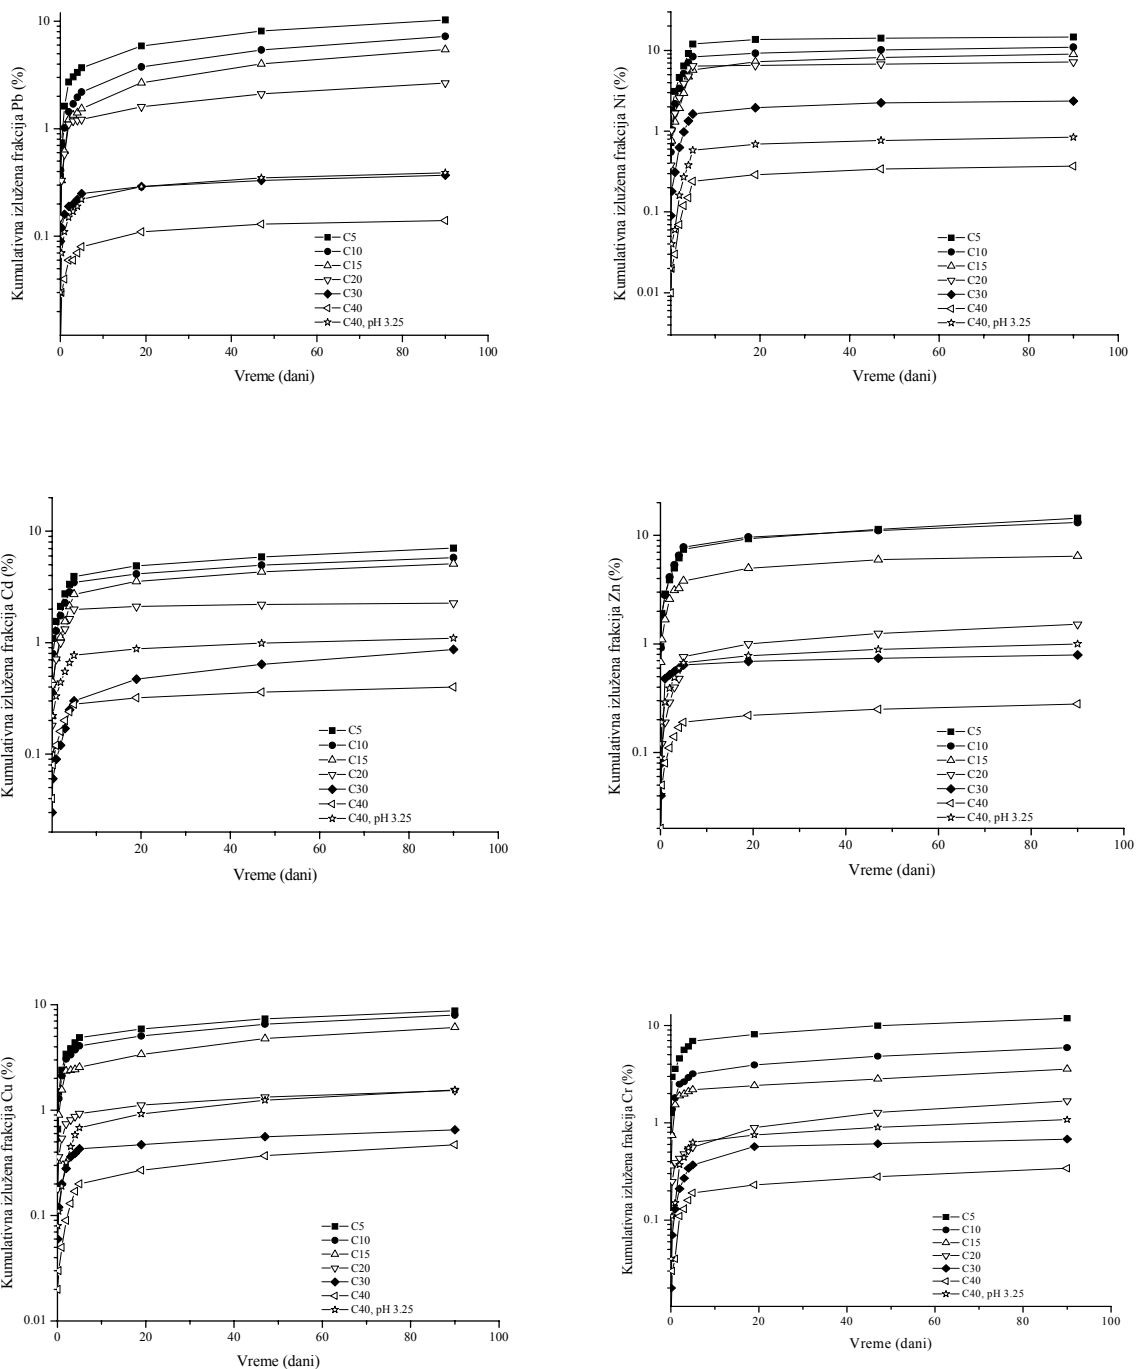 Kumulativna izlužena frakcija Pb (%)
10
1
0.1
C5
C10
C15
C20
C30
C40
C40, pH 3.25
0 20 40 60 80 100
Vreme (dani)
Kumulativna izlužena frakcija Ni (%)
10
1
0.1
0.01
C5
C10
C15
C20
C30
C40
C40, pH 3.25
0 20 40 60 80 100
Vreme (dani)
Kumulativna izlužena frakcija Cd (%)
10
1
0.1
C5
C10
C15
C20
C30
C40
C40, pH 3.25
20 40 60 80 100
Vreme (dani)
Kumulativna izlužena frakcija Zn (%)
10
1
0.1
C5
C10
C15
C20
C30
C40
C40, pH 3.25
0 20 40 60 80 100
Vreme (dani)
Kumulativna izlužena frakcija Cu (%)
10
1
0.1
0.01
C5
C10
C15
C20
C30
C40
C40, pH 3.25
0 20 40 60 80 100
Vreme (dani)
Kumulativna izlužena frakcija Cr (%)
10
1
0.1
C5
C10
C15
C20
C30
C40
C40, pH 3.25
0 20 40 60 80 100
Vreme (dani)